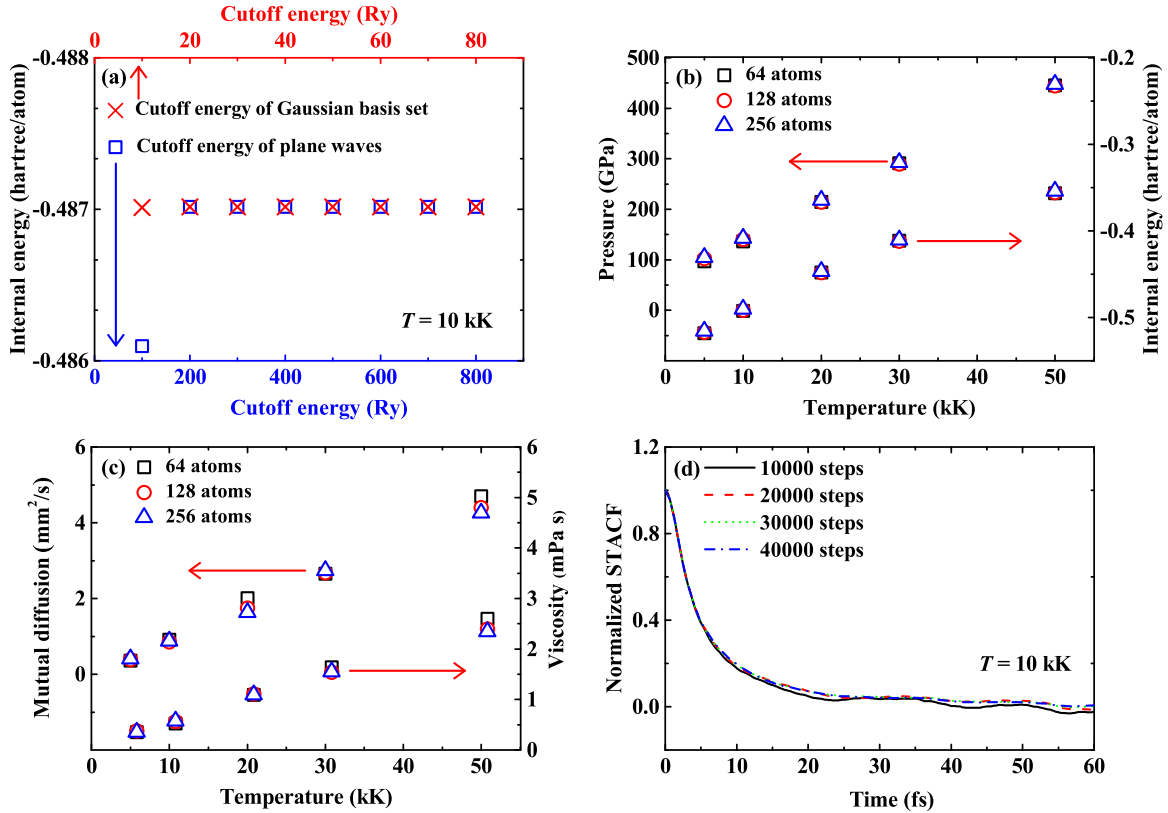 Cutoff energy (Ry)
0 20 40 60 80
-0.488
-0.487
-0.486
Internal energy (hartree/atom)
(a)
Cutoff energy of Gaussian basis set
Cutoff energy of plane waves
T = 10 kK
0 200 400 600 800
Cutoff energy (Ry)
500
400
300
200
100
0
Pressure (GPa)
(b)
64 atoms
128 atoms
256 atoms
-0.2
-0.3
-0.4
-0.5
Internal energy (hartree/atom)
0 10 20 30 40 50
Temperature (kK)
6
4
2
0
Mutual diffusion (mm²/s)
(c)
64 atoms
128 atoms
256 atoms
6
5
4
3
2
1
0
Viscosity (mPa s)
0 10 20 30 40 50
Temperature (kK)
1.2
0.8
0.4
0.0
Normalized STACF
(d)
10000 steps
20000 steps
30000 steps
40000 steps
T = 10 kK
0 10 20 30 40 50 60
Time (fs)